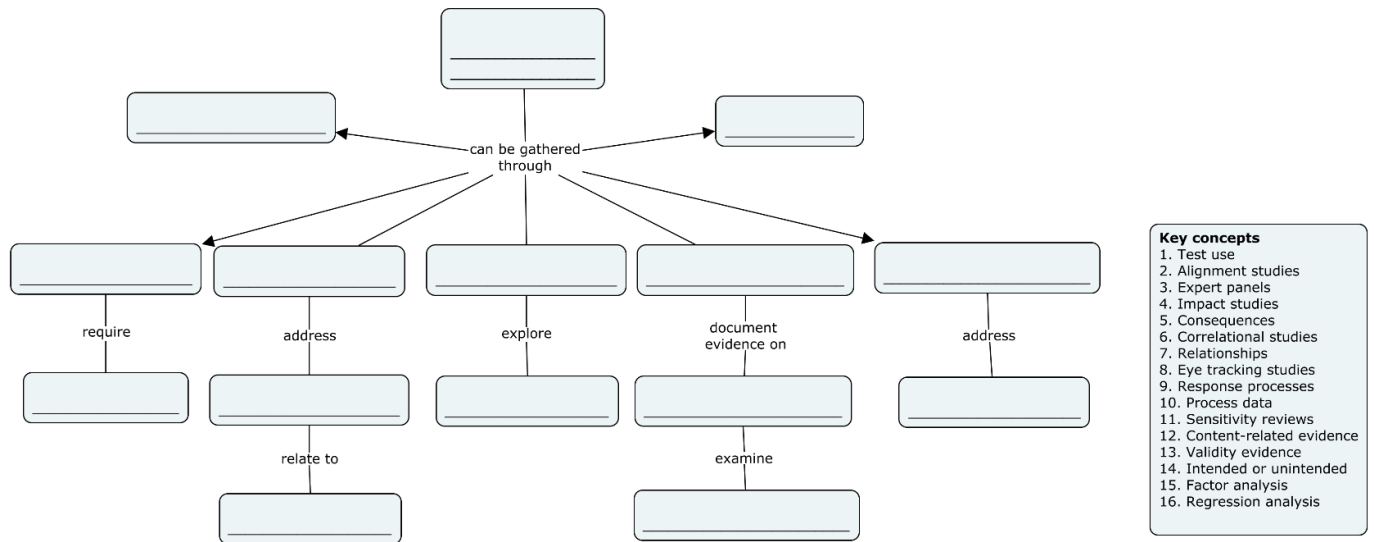 can be gathered
through
require
address
explore
document
evidence on
address
relate to
examine
Key concepts
1. Test use
2. Alignment studies
3. Expert panels
4. Impact studies
5. Consequences
6. Correlational studies
7. Relationships
8. Eye tracking studies
9. Response processes
10. Process data
11. Sensitivity reviews
12. Content-related evidence
13. Validity evidence
14. Intended or unintended
15. Factor analysis
16. Regression analysis